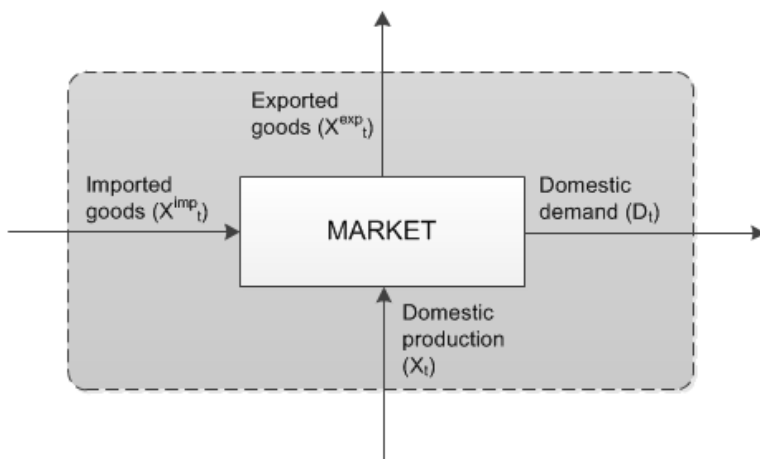 Exported
goods (X^exp_t)
Imported
goods (X^imp_t)
MARKET
Domestic
demand (D_t)
Domestic
production
(X_t)